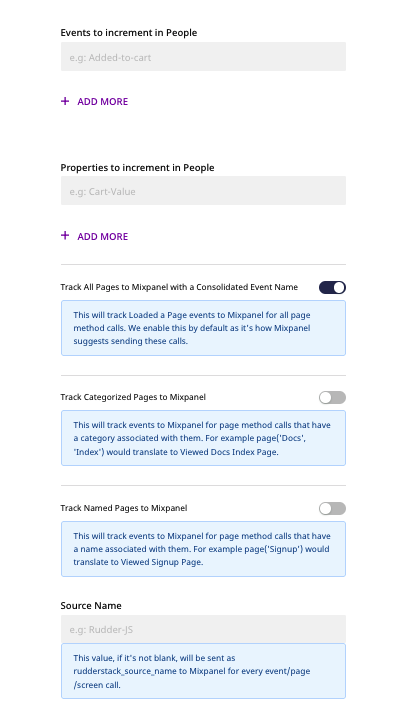 Events to increment in People
e.g: Added-to-cart
+ ADD MORE
Properties to increment in People
e.g: Cart-Value
+ ADD MORE
Track All Pages to Mixpanel with a Consolidated Event Name
This will track Loaded a Page events to Mixpanel for all page
method calls. We enable this by default as it's how Mixpanel
suggests sending these calls.
Track Categorized Pages to Mixpanel
This will track events to Mixpanel for page method calls that have
a category associated with them. For example page('Docs',
'Index') would translate to Viewed Docs Index Page.
Track Named Pages to Mixpanel
This will track events to Mixpanel for page method calls that have
a name associated with them. For example page('Signup') would
translate to Viewed Signup Page.
Source Name
e.g: Rudder-JS
This value, if it's not blank, will be sent as
rudderstack_source_name to Mixpanel for every event/page
/screen call.